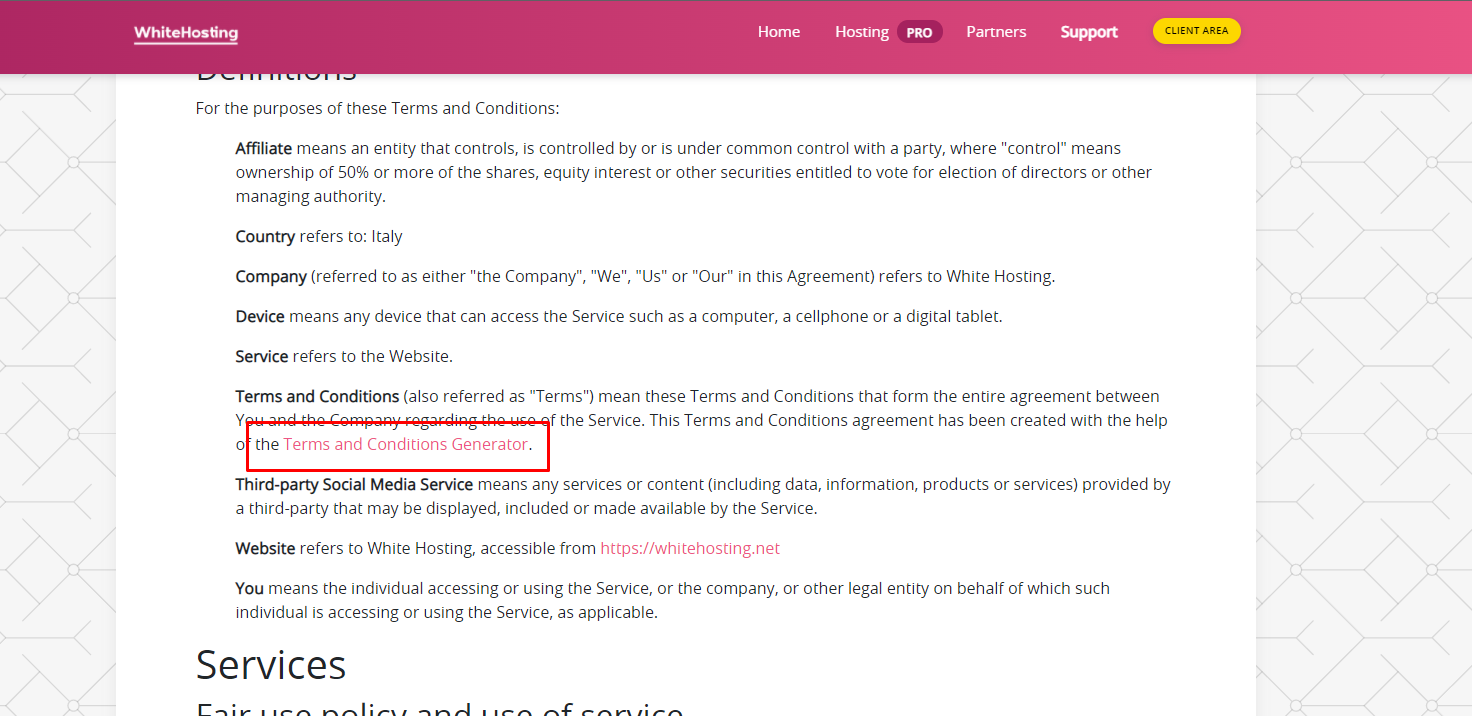 WhiteHosting
Home
Hosting PRO
Partners
Support
CLIENT AREA
Definitions
For the purposes of these Terms and Conditions:
Affiliate means an entity that controls, is controlled by or is under common control with a party, where "control" means
ownership of 50% or more of the shares, equity interest or other securities entitled to vote for election of directors or other
managing authority.
Country refers to: Italy
Company (referred to as either "the Company", "We", "Us" or "Our" in this Agreement) refers to White Hosting.
Device means any device that can access the Service such as a computer, a cellphone or a digital tablet.
Service refers to the Website.
Terms and Conditions (also referred as "Terms") mean these Terms and Conditions that form the entire agreement between
You and the Company regarding the use of the Service. This Terms and Conditions agreement has been created with the help
of the Terms and Conditions Generator.
Third-party Social Media Service means any services or content (including data, information, products or services) provided by
a third-party that may be displayed, included or made available by the Service.
Website refers to White Hosting, accessible from https://whitehosting.net
You means the individual accessing or using the Service, or the company, or other legal entity on behalf of which such
individual is accessing or using the Service, as applicable.
Services
Fair use policy and use of service